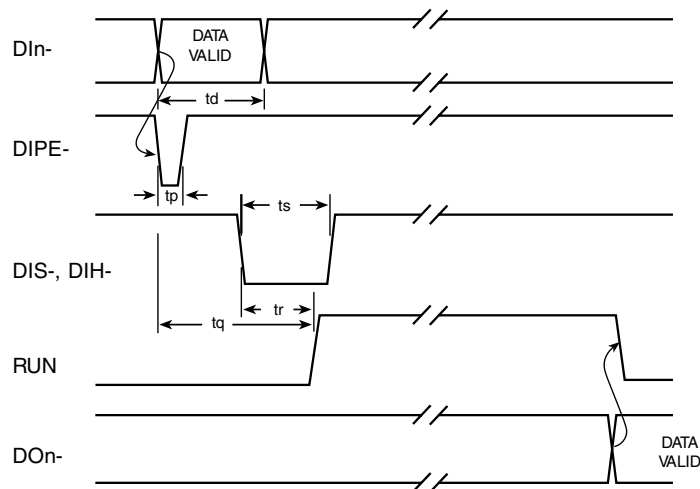 DIn-
DATA
VALID
td
DIPE-
tp
ts
DIS-, DIH-
tr
tq
RUN
DOn-
DATA
VALID